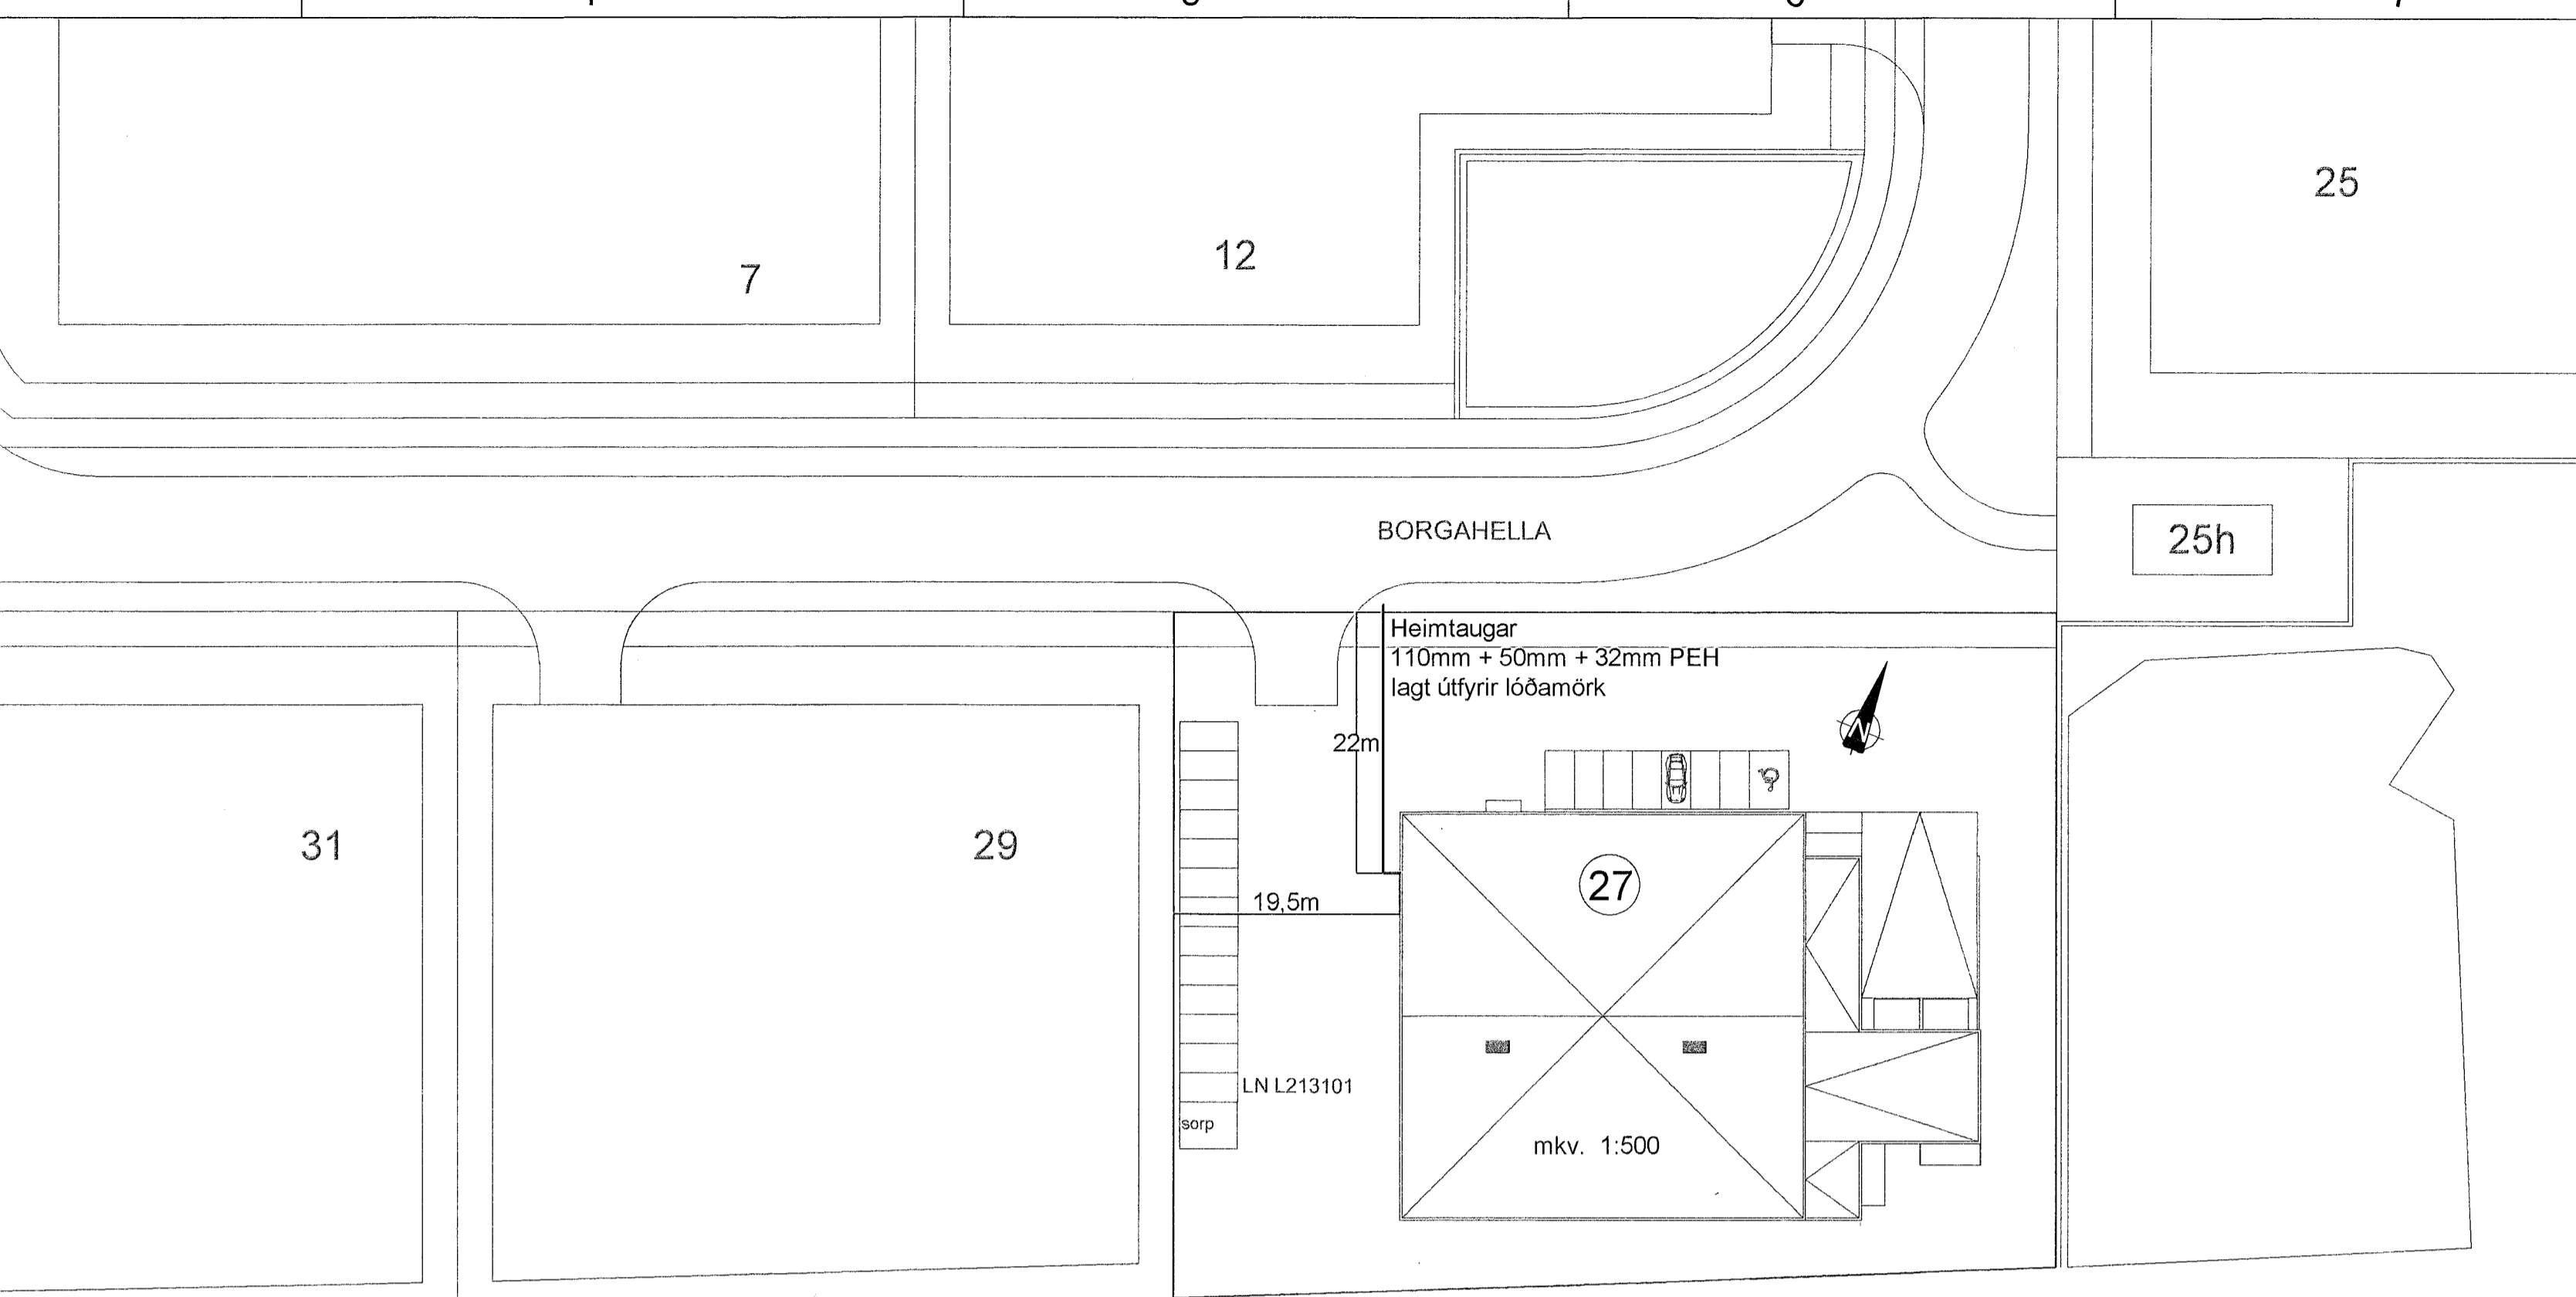 25
12
7
BORGAHELLA
25h
Heimtaugar
110mm + 50mm + 32mm PEH
lagt útfyrir lóðamörk
N
22m
31
29
27
19,5m
LN L213101
sorp
mkv. 1:500